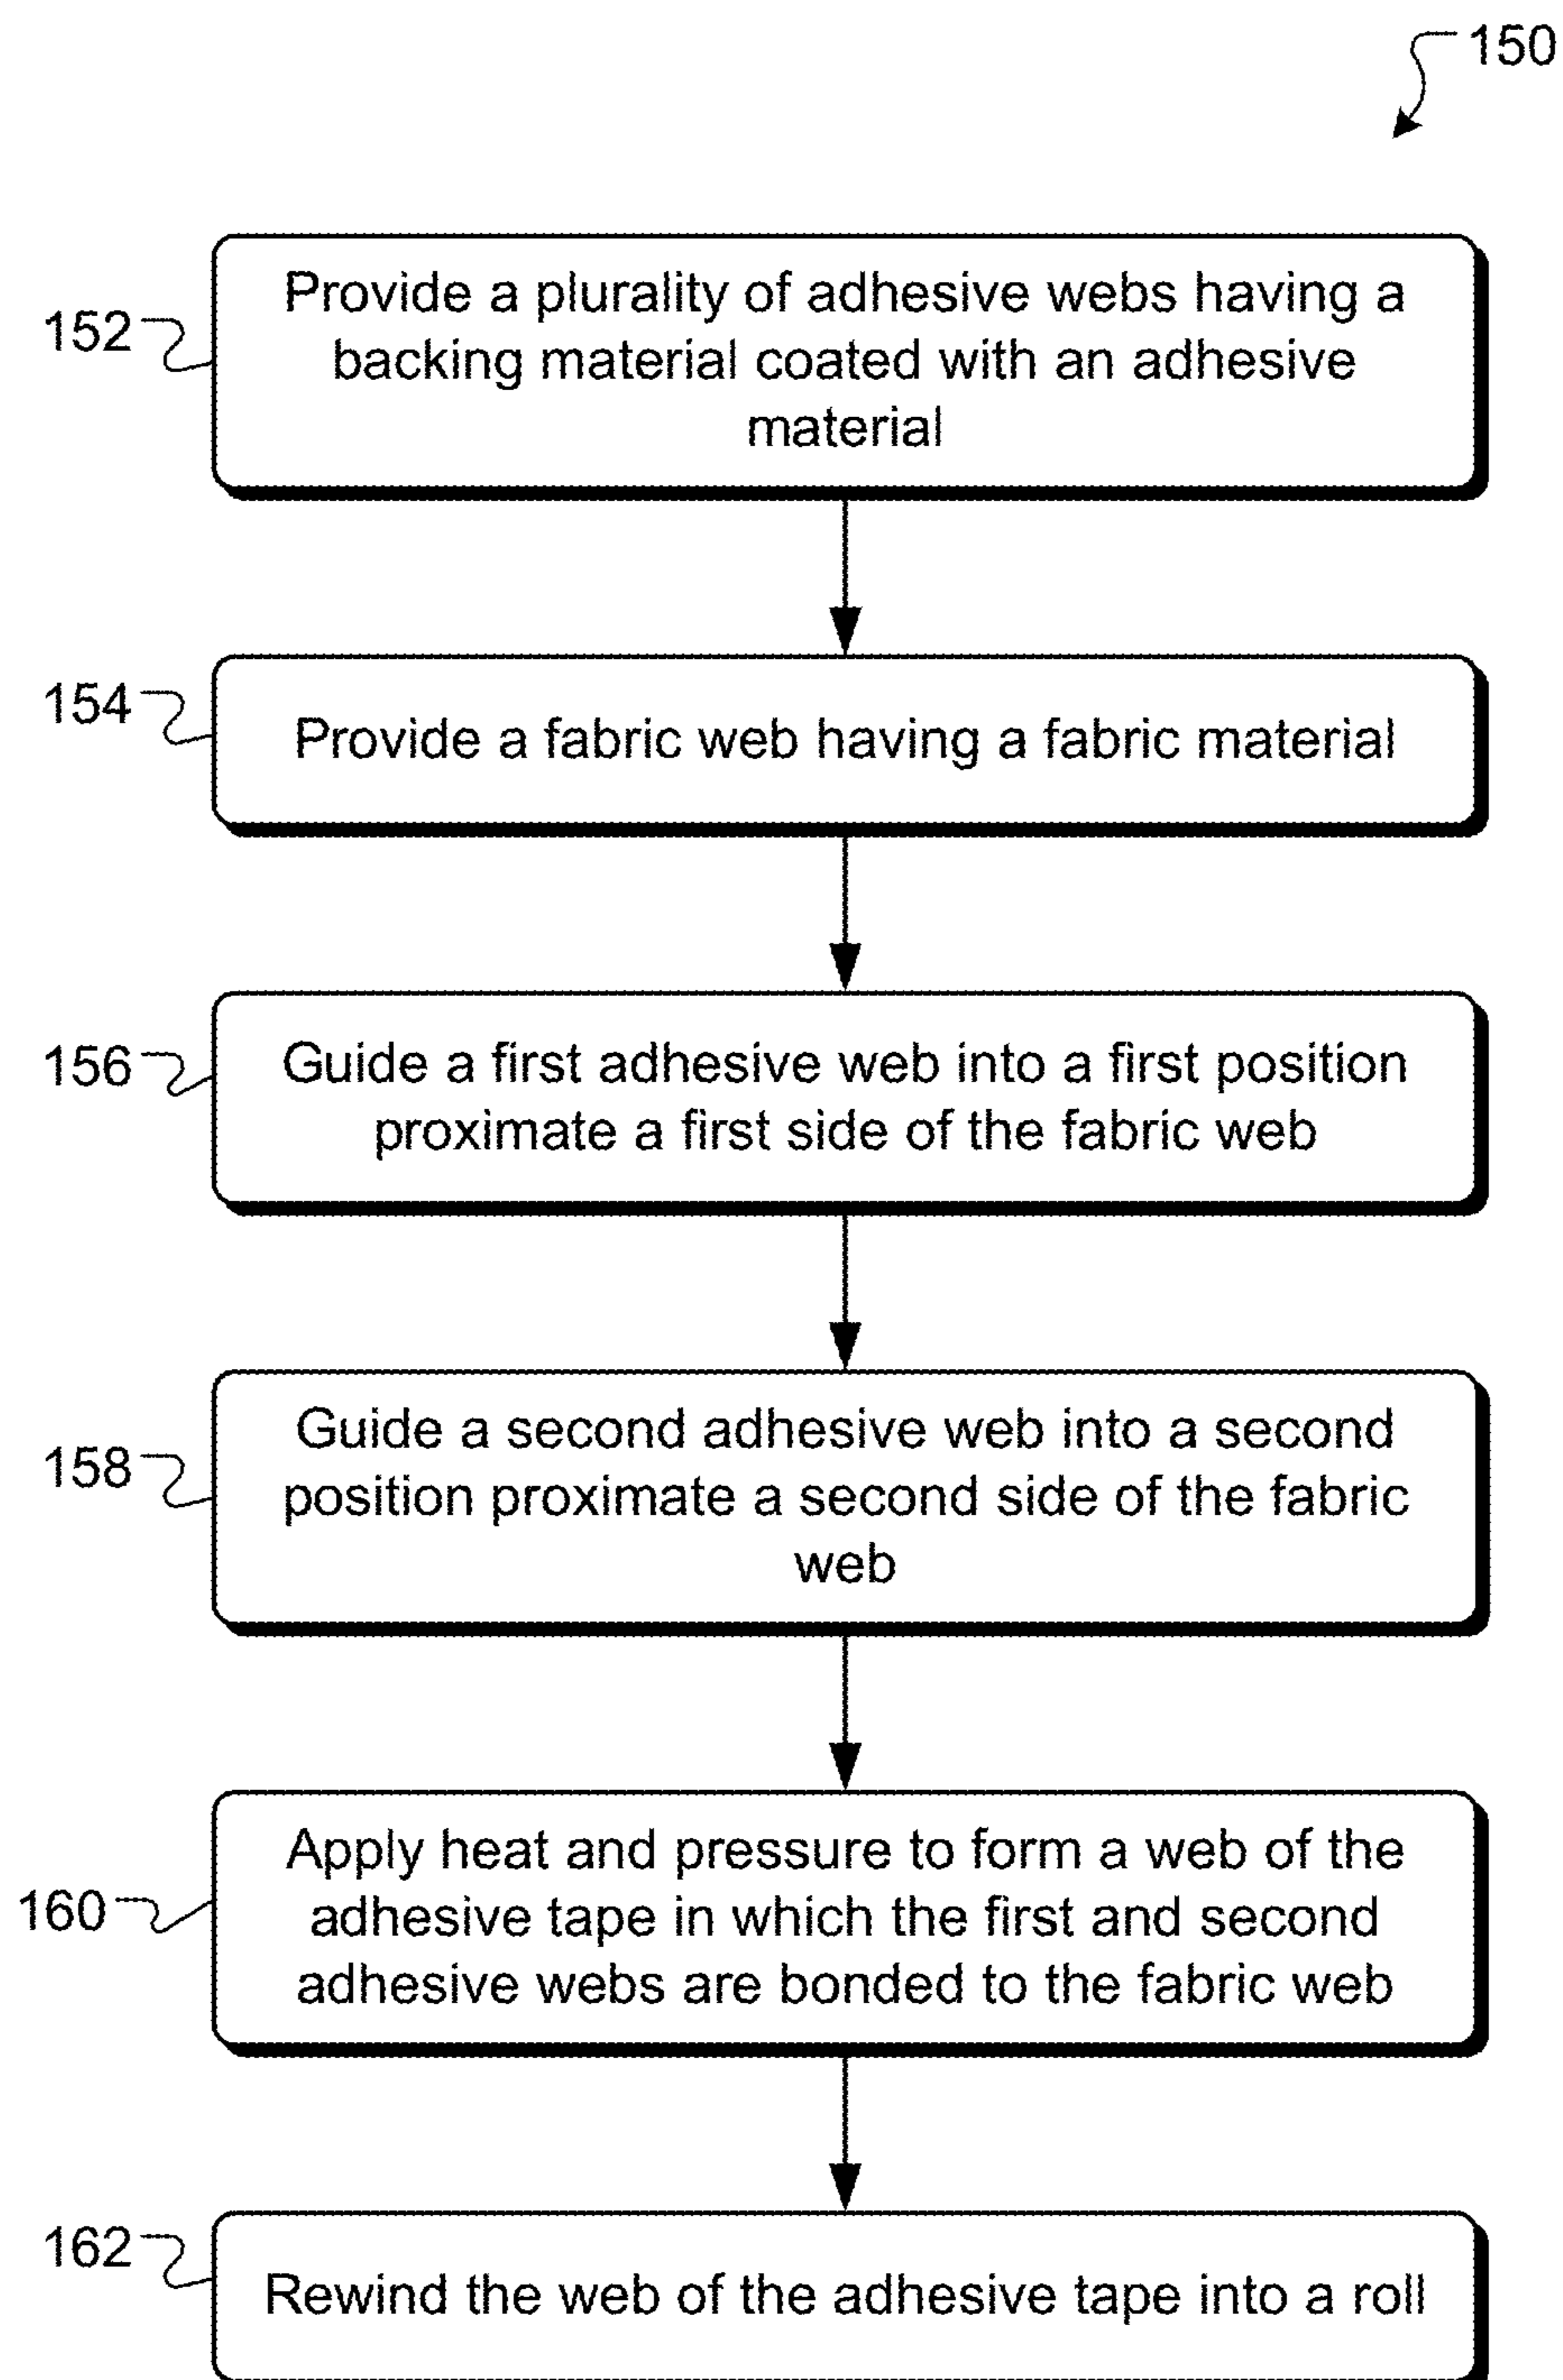 150
152
Provide a plurality of adhesive webs having a
backing material coated with an adhesive
material
154
Provide a fabric web having a fabric material
156
Guide a first adhesive web into a first position
proximate a first side of the fabric web
158
Guide a second adhesive web into a second
position proximate a second side of the fabric
web
160
Apply heat and pressure to form a web of the
adhesive tape in which the first and second
adhesive webs are bonded to the fabric web
162
Rewind the web of the adhesive tape into a roll